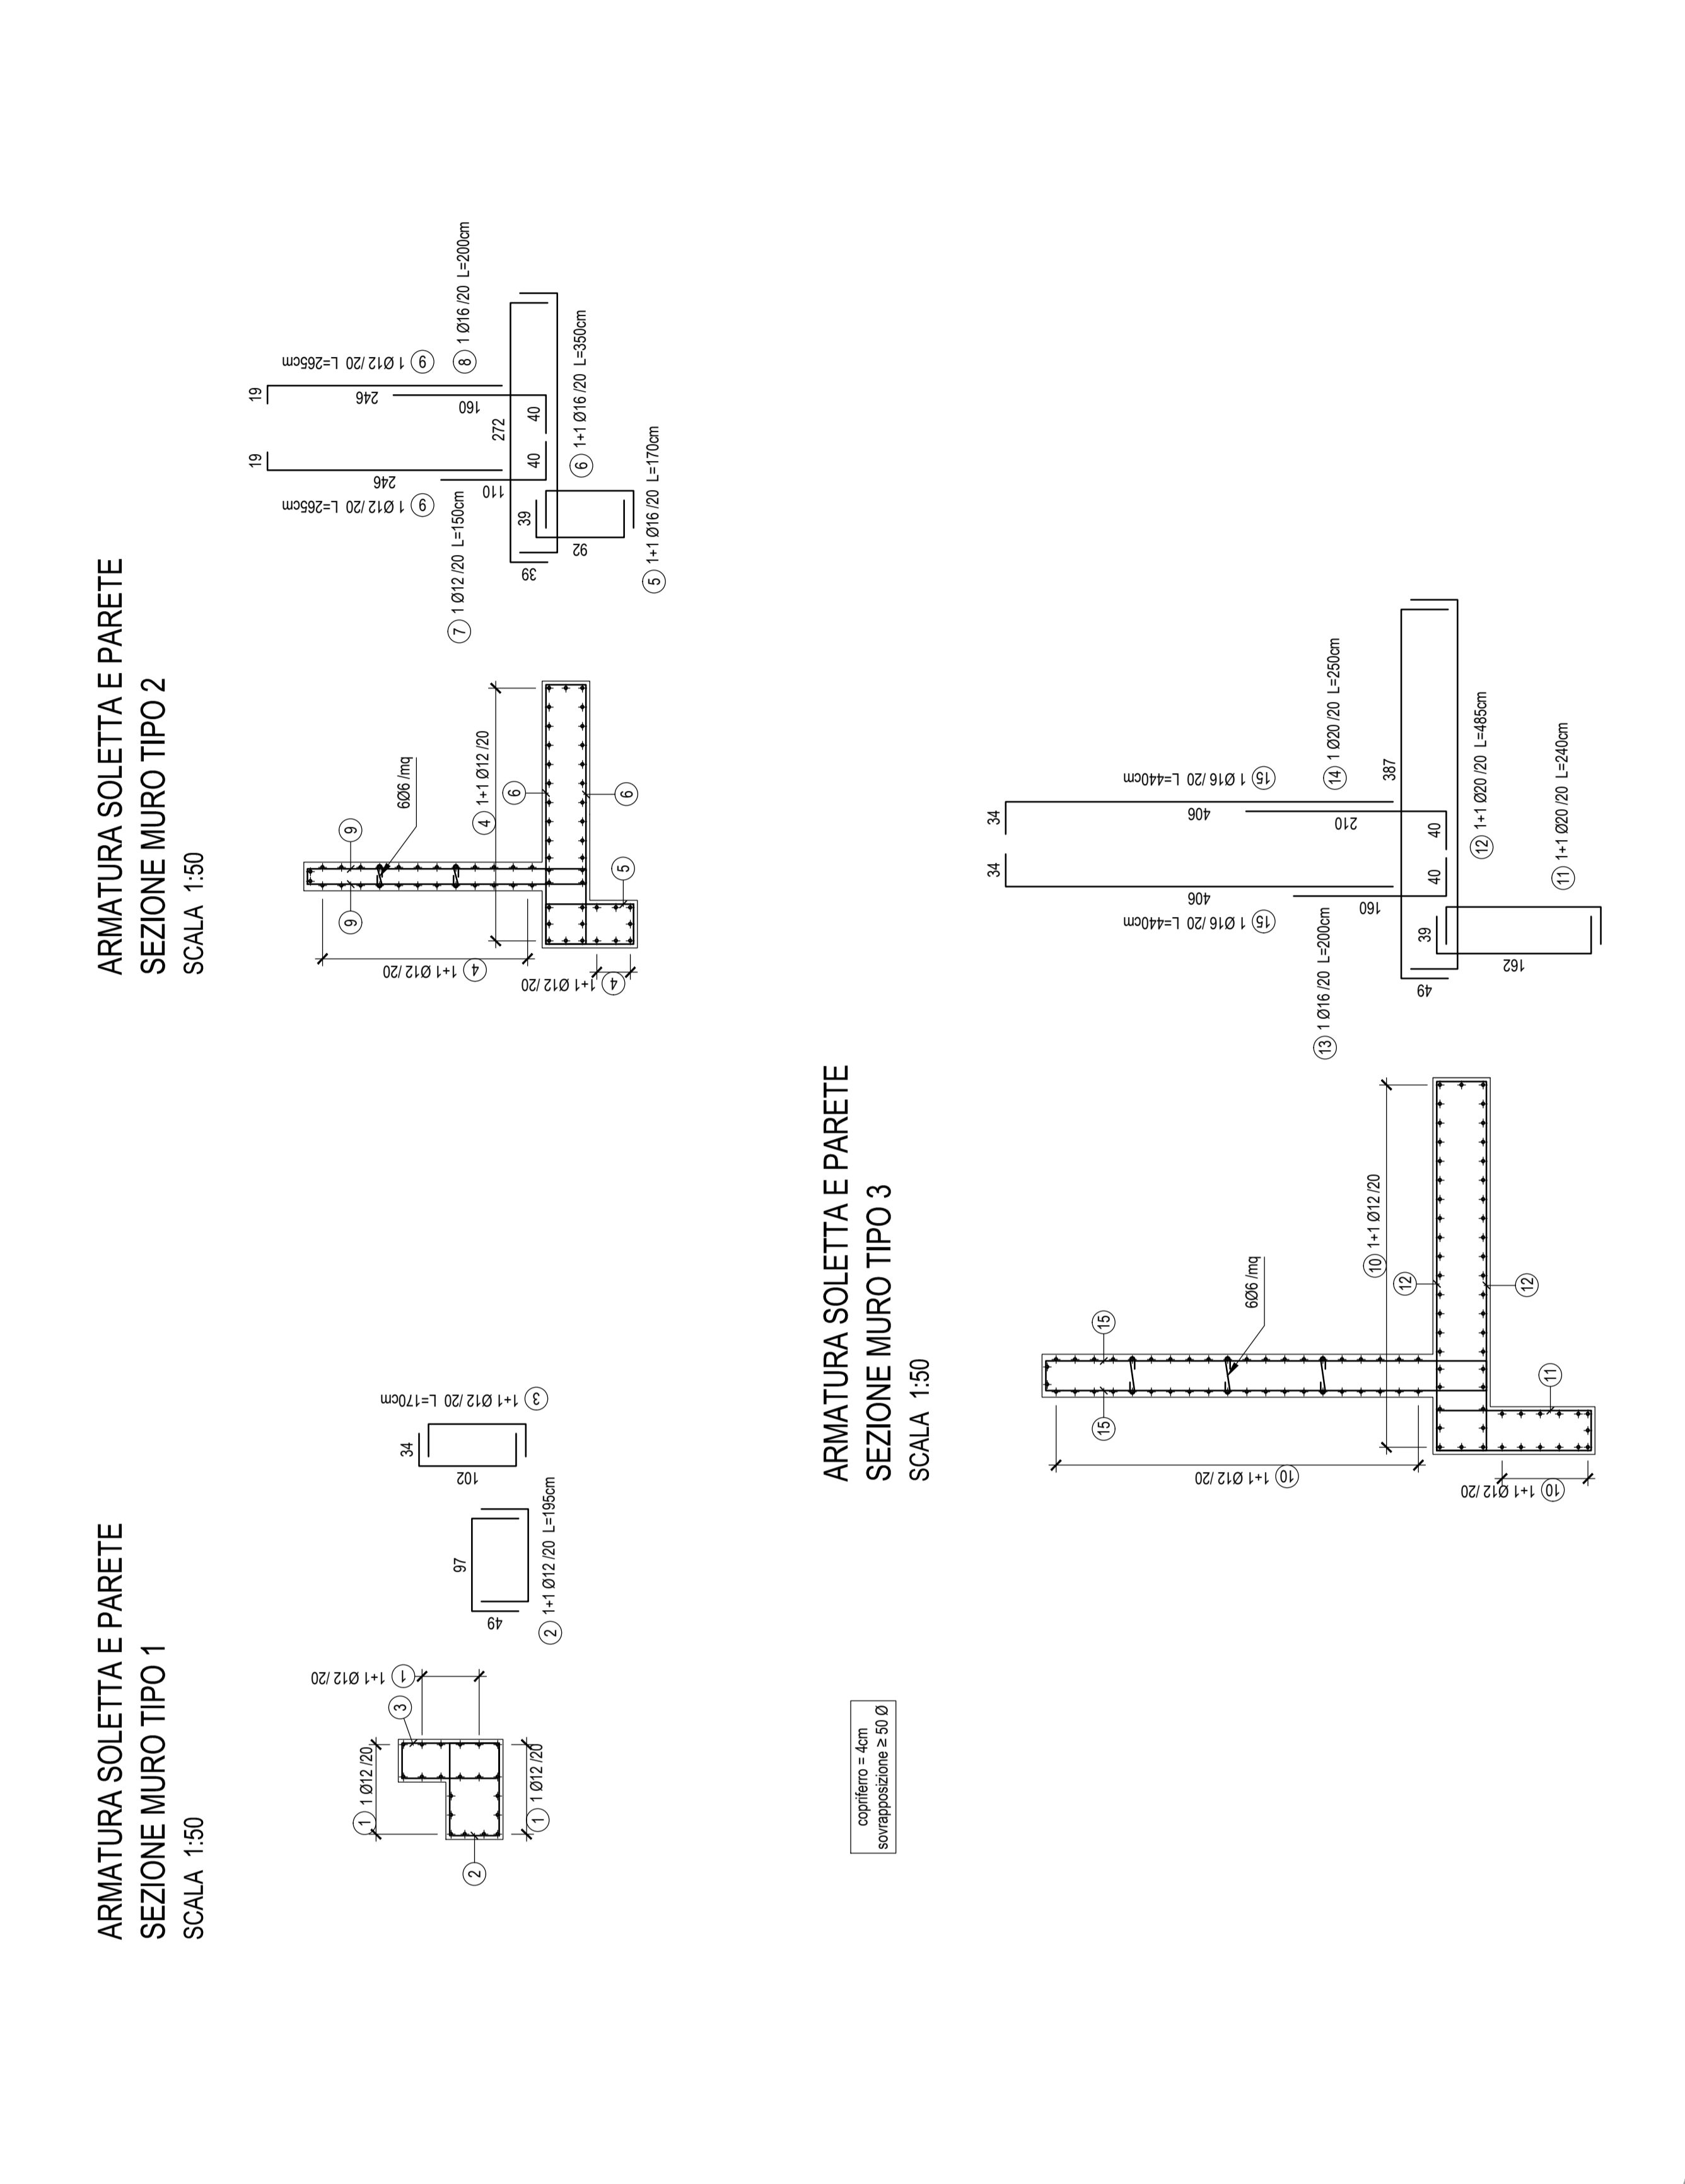 ARMATURA SOLETTA E PARETE
SEZIONE MURO TIPO 1
SCALA 1:50
1 1 Ø12 /20
3
1 1+1 Ø12 /20
2
1 1 Ø12 /20
97
49
2 1+1 Ø12 /20 L=195cm
34
102
3 1+1 Ø12 /20 L=170cm
ARMATURA SOLETTA E PARETE
SEZIONE MURO TIPO 2
SCALA 1:50
9
9
6Ø6 /mq
4 1+1 Ø12 /20
4 1+1 Ø12 /20
4 1+1 Ø12 /20
6
6
5
19
19
246
246
9 1 Ø12 /20 L=265cm
9 1 Ø12 /20 L=265cm
7 1 Ø12 /20 L=150cm
8 1 Ø16 /20 L=200cm
110
160
272
40
40
39
39
92
6 1+1 Ø16 /20 L=350cm
5 1+1 Ø16 /20 L=170cm
copriferro = 4cm
sovrapposizione ≥ 50 Ø
ARMATURA SOLETTA E PARETE
SEZIONE MURO TIPO 3
SCALA 1:50
15
15
6Ø6 /mq
10 1+1 Ø12 /20
10 1+1 Ø12 /20
10 1+1 Ø12 /20
12
12
11
34
34
406
406
15 1 Ø16 /20 L=440cm
15 1 Ø16 /20 L=440cm
13 1 Ø16 /20 L=200cm
14 1 Ø20 /20 L=250cm
160
210
387
40
40
39
49
162
12 1+1 Ø20 /20 L=485cm
11 1+1 Ø20 /20 L=240cm